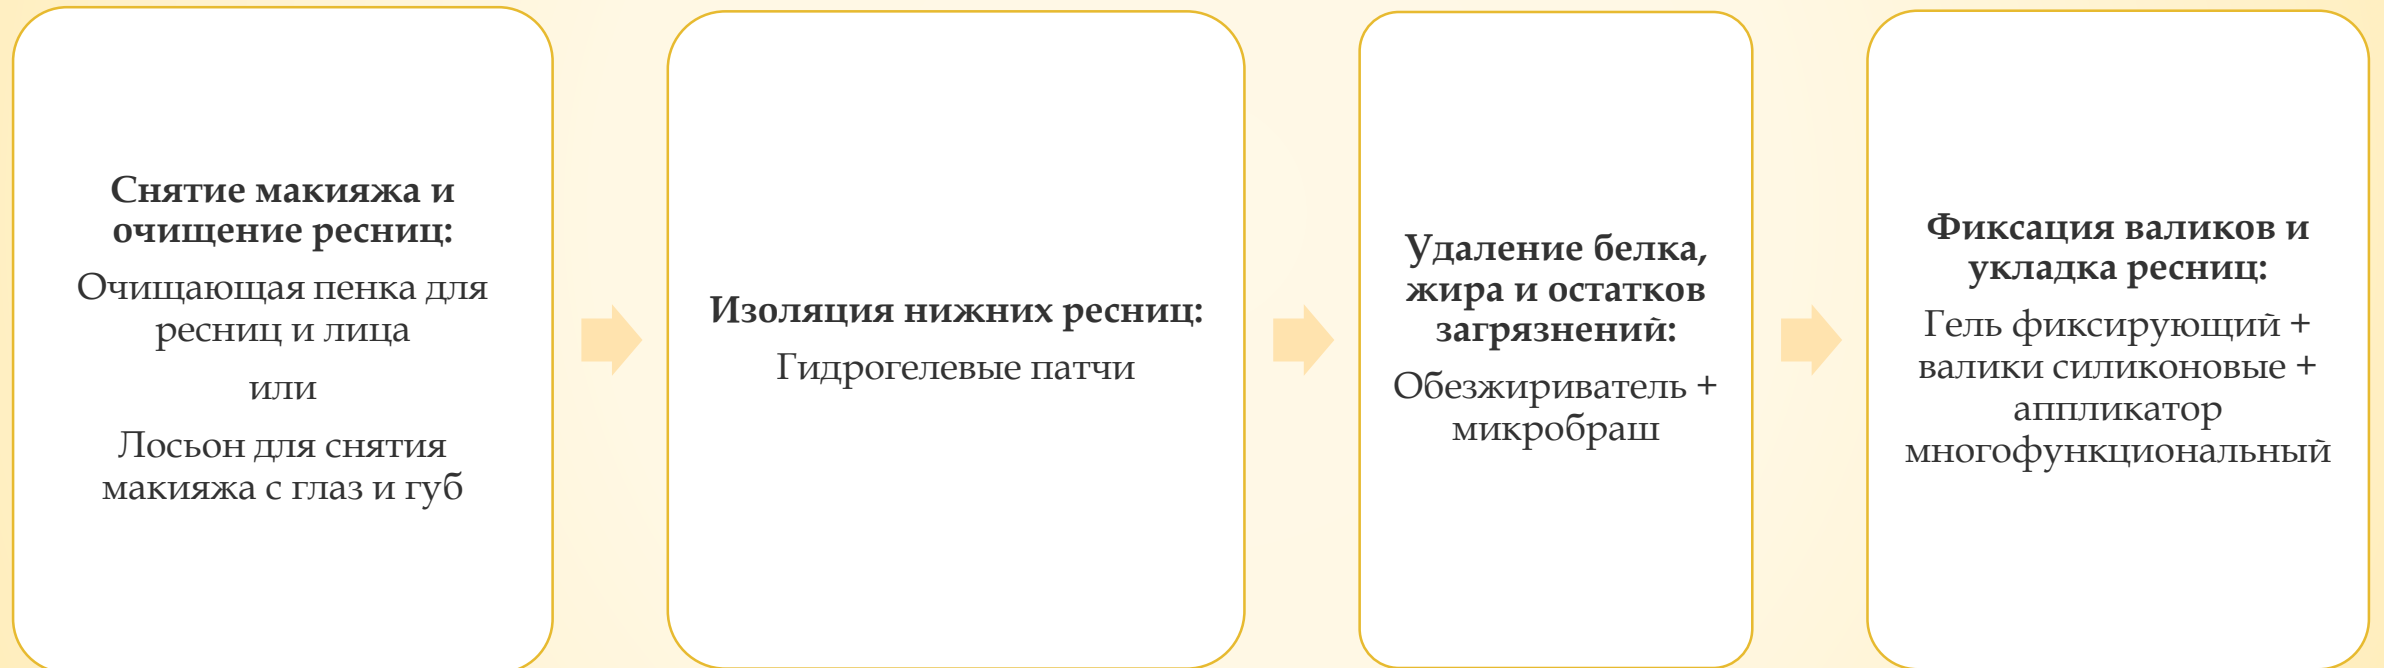 Снятие макияжа и
очищение ресниц:
Очищающая пенка для
ресниц и лица
или
Лосьон для снятия
макияжа с глаз и губ
Изоляция нижних ресниц:
Гидрогелевые патчи
Удаление белка,
жира и остатков
загрязнений:
Обезжириватель +
микробраш
Фиксация валиков и
укладка ресниц:
Гель фиксирующий +
валики силиконовые +
аппликатор
многофункциональный